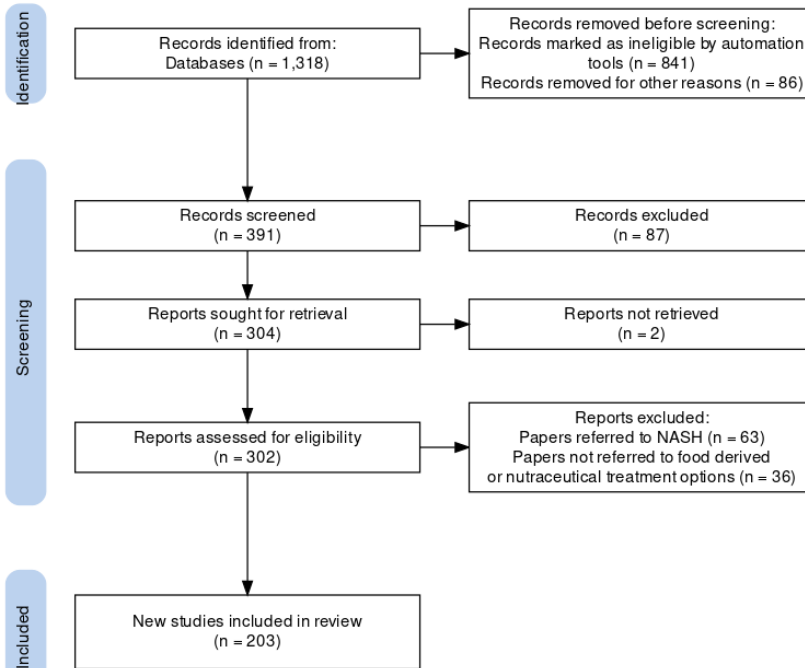 Identification
Records identified from:
Databases (n = 1,318)
Records removed before screening:
Records marked as ineligible by automation
tools (n = 841)
Records removed for other reasons (n = 86)
Screening
Records screened
(n = 391)
Records excluded
(n = 87)
Reports sought for retrieval
(n = 304)
Reports not retrieved
(n = 2)
Reports assessed for eligibility
(n = 302)
Reports excluded:
Papers referred to NASH (n = 63)
Papers not referred to food derived
or nutraceutical treatment options (n = 36)
Included
New studies included in review
(n = 203)